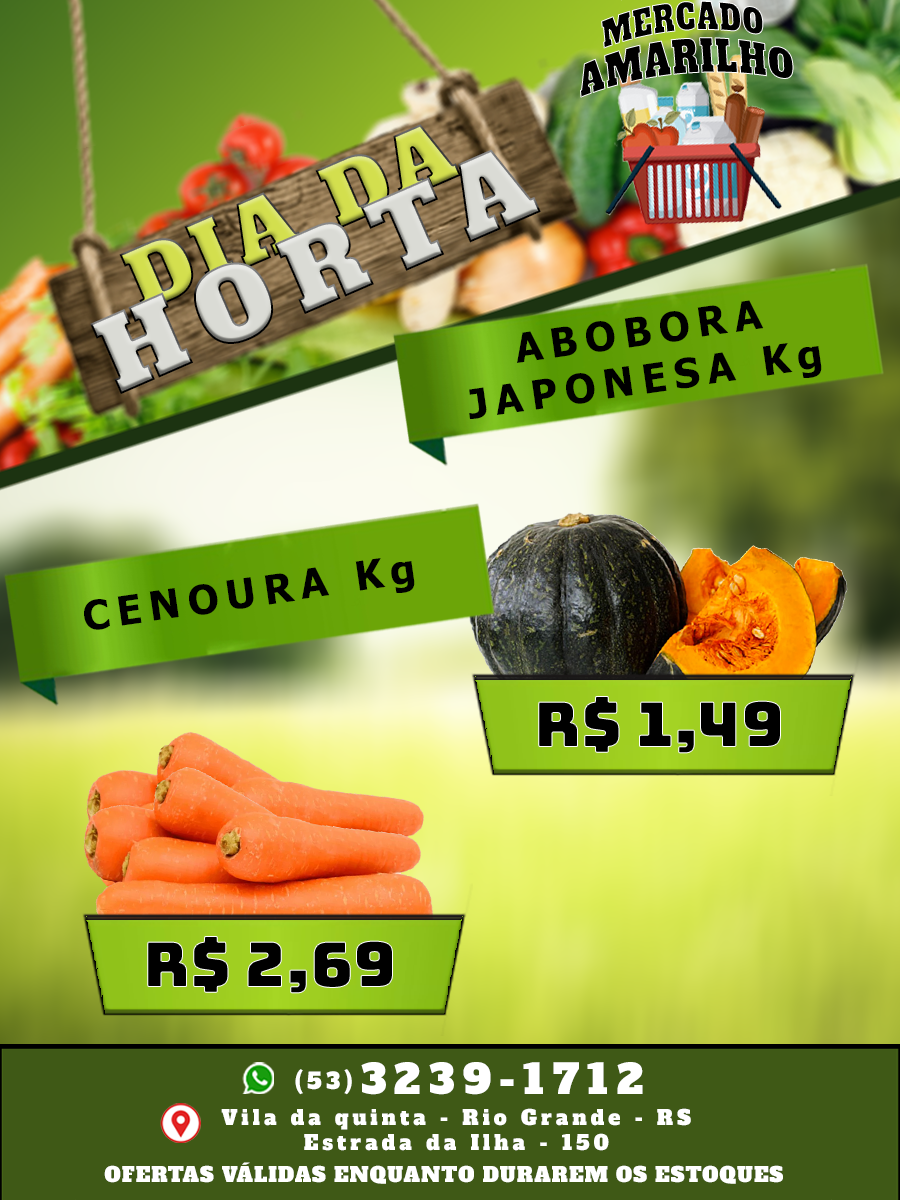 MERCADO
AMARILHO
DIA DA
HORTA
ABOBORA
JAPONESA Kg
CENOURA Kg
R$ 1,49
R$ 2,69
(53) 3239-1712
Vila da quinta - Rio Grande - RS
Estrada da Ilha - 150
OFERTAS VÁLIDAS ENQUANTO DURAREM OS ESTOQUES